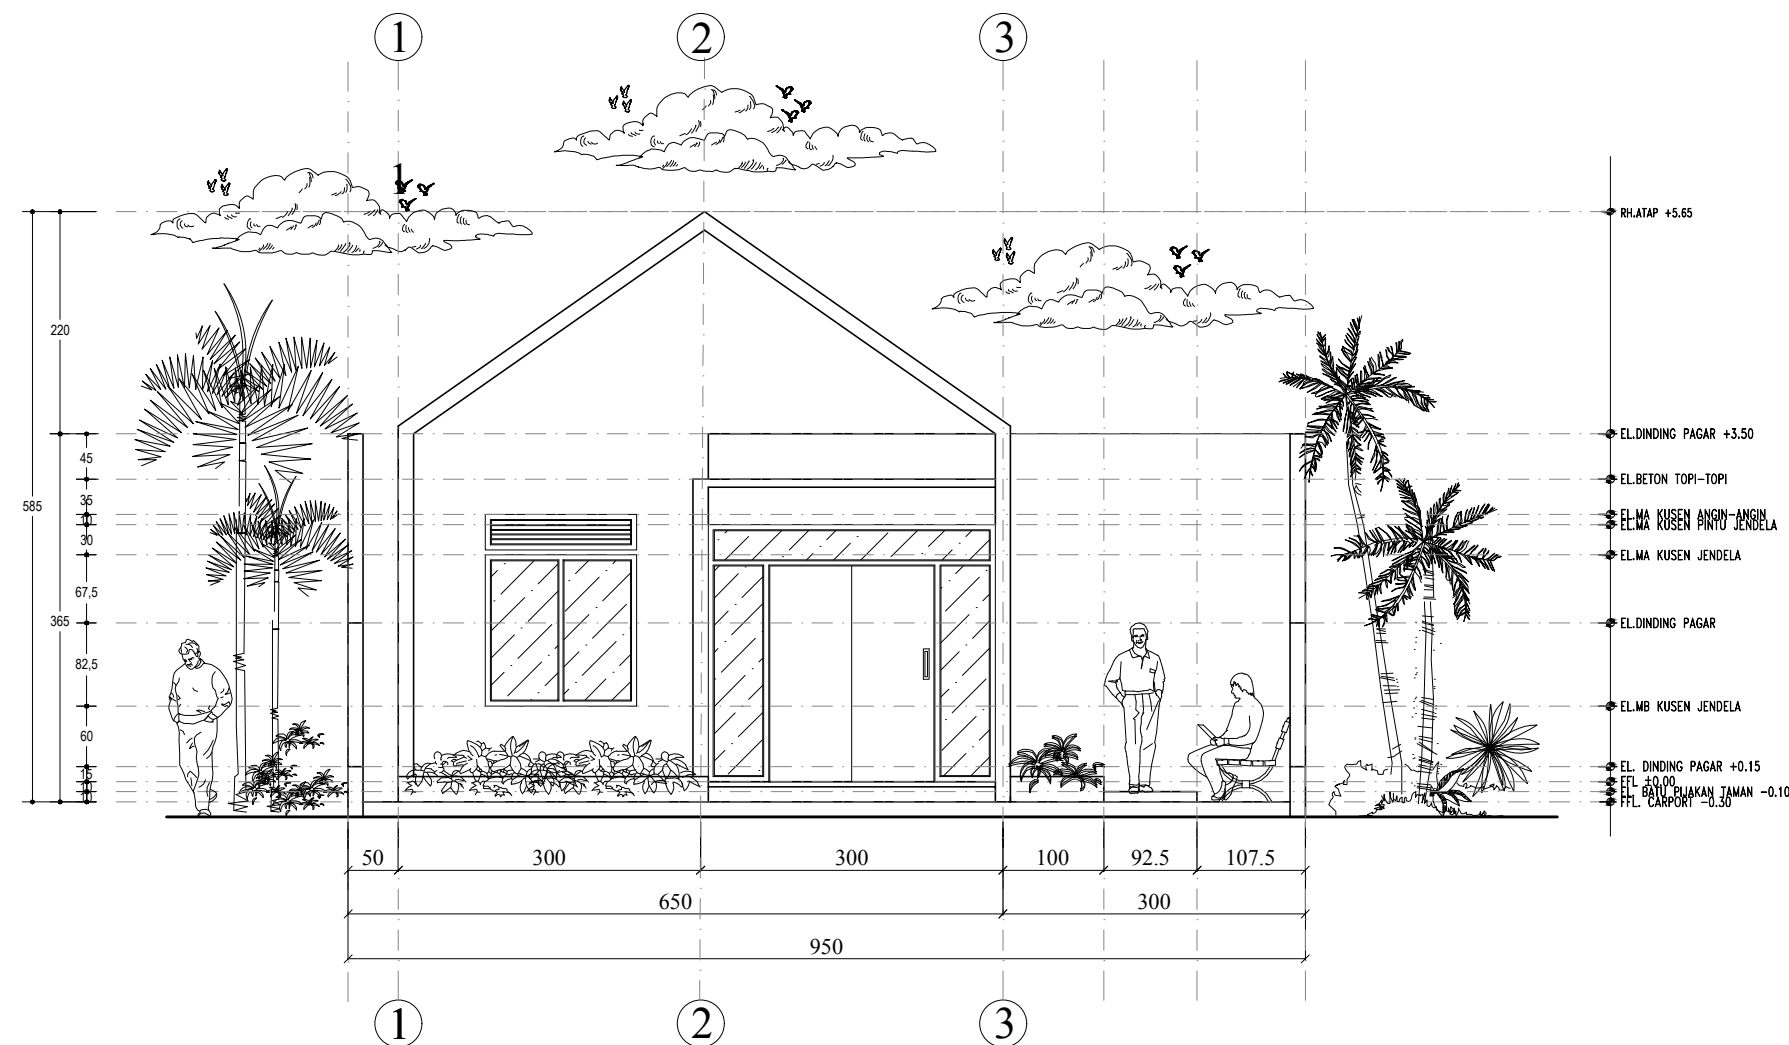 1
2
3
1
RH.ATAP +5.65
220
EL.DINDING PAGAR +3.50
45
EL.BETON TOPI-TOPI
585
35
EL.MA KUSEN ANGIN-ANGIN
EL.MA KUSEN PINTU JENDELA
30
EL.MA KUSEN JENDELA
67,5
365
EL.DINDING PAGAR
82,5
EL.MB KUSEN JENDELA
60
EL. DINDING PAGAR +0.15
15
FFL +0.00
EL. BATU PIJAKAN TAMAN -0.10
FFL. CARPORT -0.30
50
300
300
100
92.5
107.5
650
300
950
1
2
3